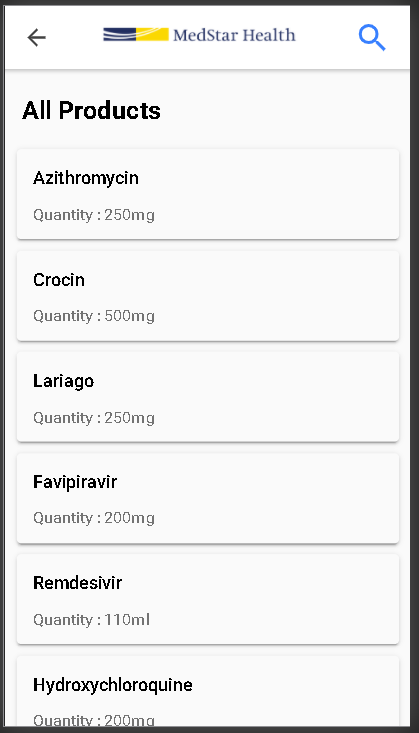 MedStar Health
All Products
Azithromycin
Quantity : 250mg
Crocin
Quantity : 500mg
Lariago
Quantity : 250mg
Favipiravir
Quantity : 200mg
Remdesivir
Quantity : 110ml
Hydroxychloroquine
Quantity : 200mg